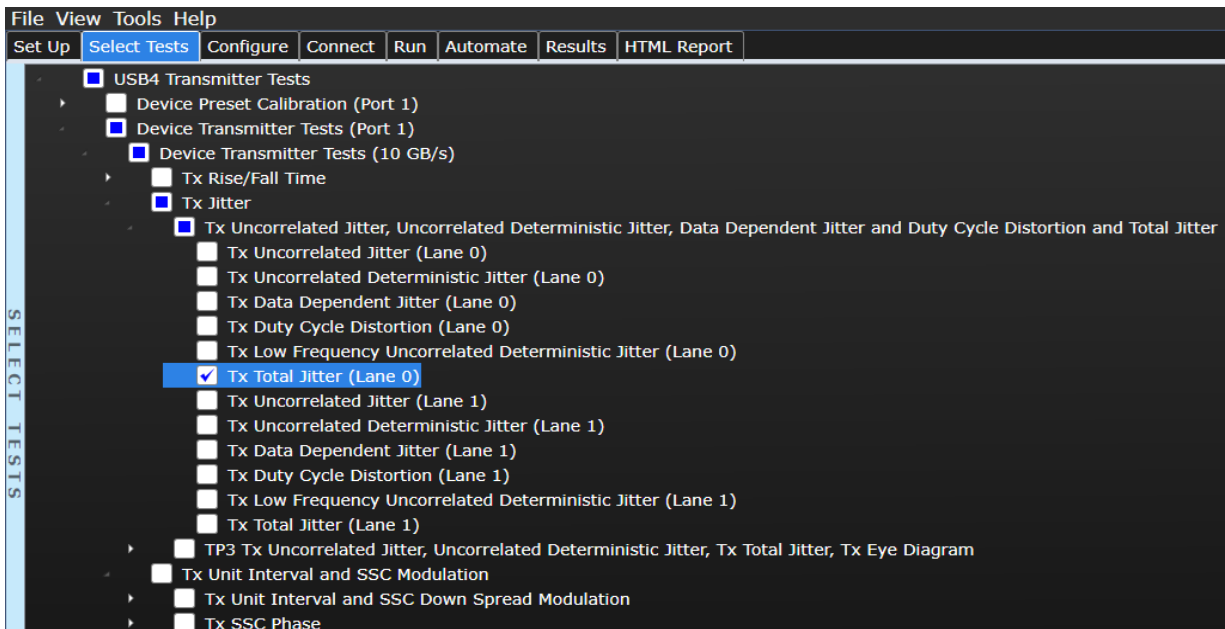 File View Tools Help
Set Up Select Tests Configure Connect Run Automate Results HTML Report
USB4 Transmitter Tests
Device Preset Calibration (Port 1)
Device Transmitter Tests (Port 1)
Device Transmitter Tests (10 GB/s)
Tx Rise/Fall Time
Tx Jitter
Tx Uncorrelated Jitter, Uncorrelated Deterministic Jitter, Data Dependent Jitter and Duty Cycle Distortion and Total Jitter
Tx Uncorrelated Jitter (Lane 0)
Tx Uncorrelated Deterministic Jitter (Lane 0)
Tx Data Dependent Jitter (Lane 0)
Tx Duty Cycle Distortion (Lane 0)
Tx Low Frequency Uncorrelated Deterministic Jitter (Lane 0)
Tx Total Jitter (Lane 0)
Tx Uncorrelated Jitter (Lane 1)
Tx Uncorrelated Deterministic Jitter (Lane 1)
Tx Data Dependent Jitter (Lane 1)
Tx Duty Cycle Distortion (Lane 1)
Tx Low Frequency Uncorrelated Deterministic Jitter (Lane 1)
Tx Total Jitter (Lane 1)
TP3 Tx Uncorrelated Jitter, Uncorrelated Deterministic Jitter, Tx Total Jitter, Tx Eye Diagram
Tx Unit Interval and SSC Modulation
Tx Unit Interval and SSC Down Spread Modulation
Tx SSC Phase
SELECT TESTS